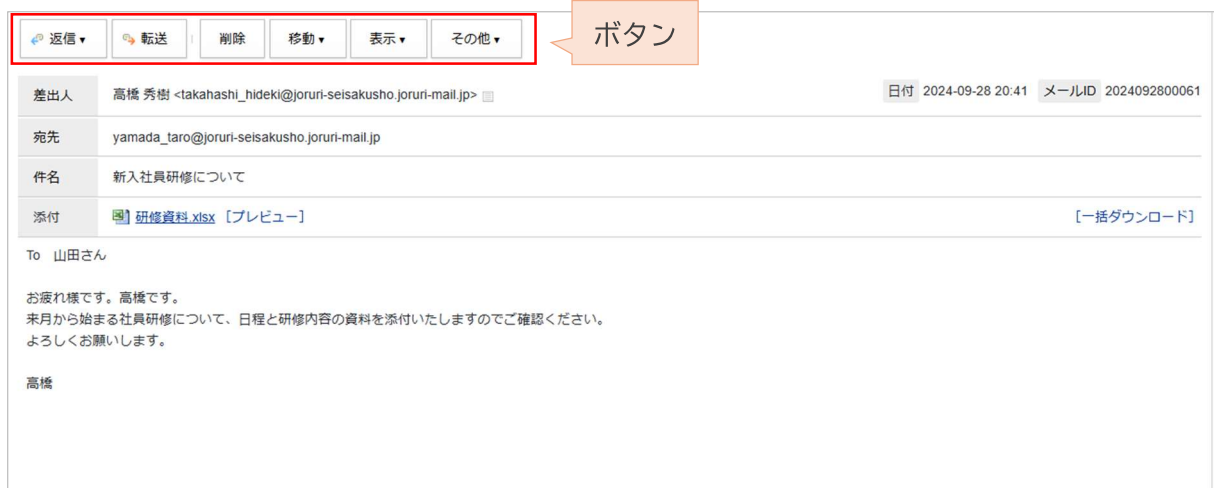 返信▼ 転送 削除 移動▼ 表示▼ その他▼ ボタン
差出人 高橋 秀樹 <takahashi_hideki@joruri-seisakusho.joruri-mail.jp> 日付 2024-09-28 20:41 メールID 2024092800061
宛先 yamada_taro@joruri-seisakusho.joruri-mail.jp
件名 新入社員研修について
添付 研修資料.xlsx [プレビュー] [一括ダウンロード]
To　山田さん
お疲れ様です。高橋です。
来月から始まる社員研修について、日程と研修内容の資料を添付いたしますのでご確認ください。
よろしくお願いします。
高橋